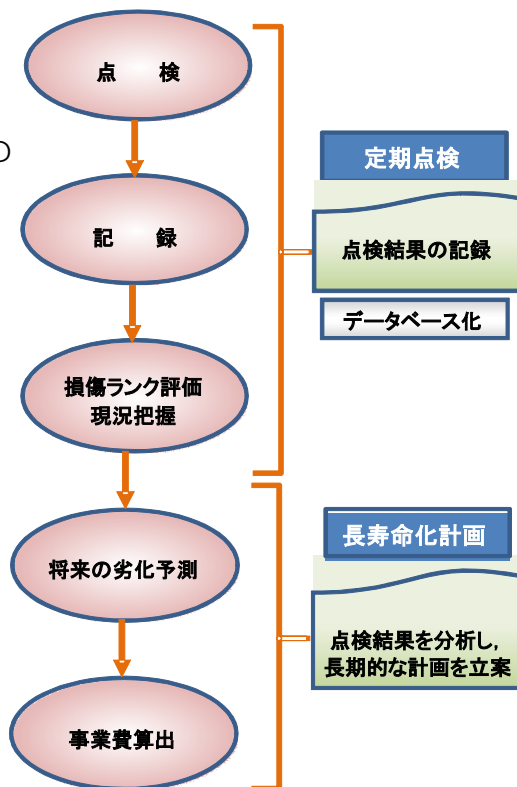 点　　検
の
記　　録
損傷ランク評価
現況把握
将来の劣化予測
事業費算出
定期点検
点検結果の記録
データベース化
長寿命化計画
点検結果を分析し,
長期的な計画を立案